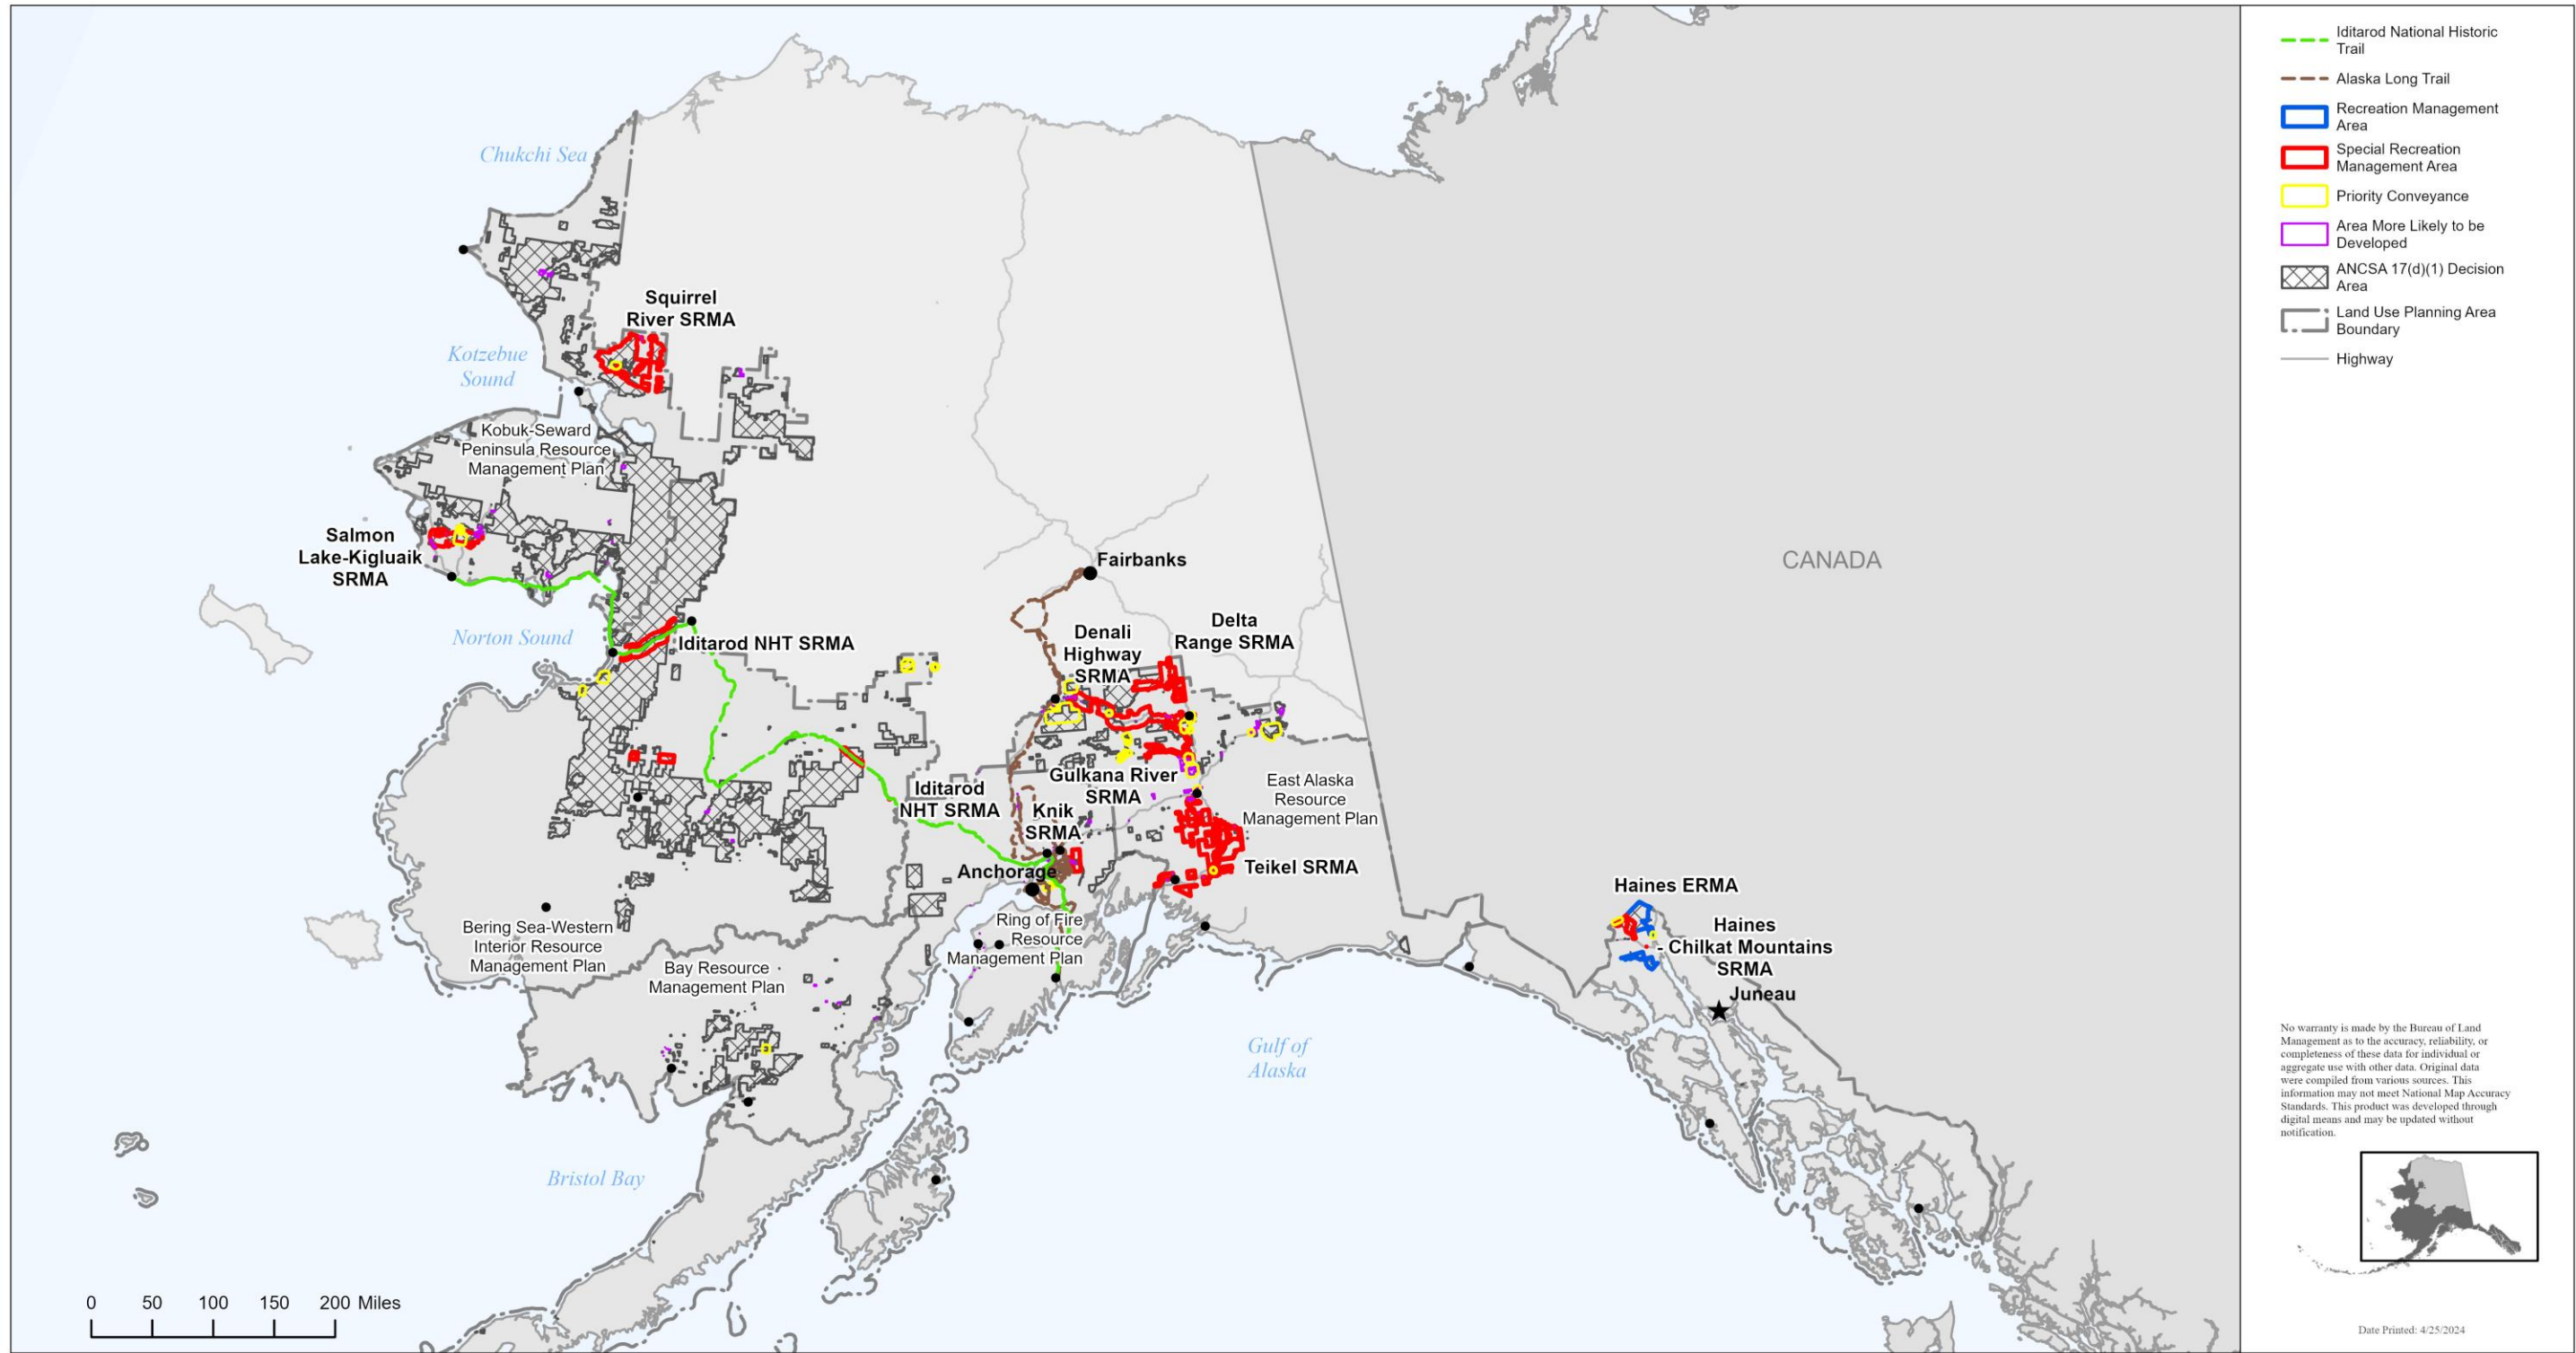 Chukchi Sea
Squirrel
River SRMA
Kotzebue
Sound
Kobuk-Seward
Peninsula Resource
Management Plan
Salmon
Lake-Kigluaik
SRMA
Norton Sound
Iditarod NHT SRMA
Fairbanks
CANADA
Denali
Highway
SRMA
Delta
Range SRMA
Gulkana River
SRMA
East Alaska
Resource
Management Plan
Iditarod
NHT SRMA
Knik
SRMA
Anchorage
Teikel SRMA
Ring of Fire
Resource
Management Plan
Bering Sea-Western
Interior Resource
Management Plan
Bay Resource
Management Plan
Haines ERMA
Haines
- Chilkat Mountains
SRMA
Juneau
Gulf of
Alaska
Bristol Bay
0 50 100 150 200 Miles
Iditarod National Historic
Trail
Alaska Long Trail
Recreation Management
Area
Special Recreation
Management Area
Priority Conveyance
Area More Likely to be
Developed
ANCSA 17(d)(1) Decision
Area
Land Use Planning Area
Boundary
Highway
No warranty is made by the Bureau of Land
Management as to the accuracy, reliability, or
completeness of these data for individual or
aggregate use with other data. Original data
were compiled from various sources. This
information may not meet National Map Accuracy
Standards. This product was developed through
digital means and may be updated without
notification.
Date Printed: 4/25/2024